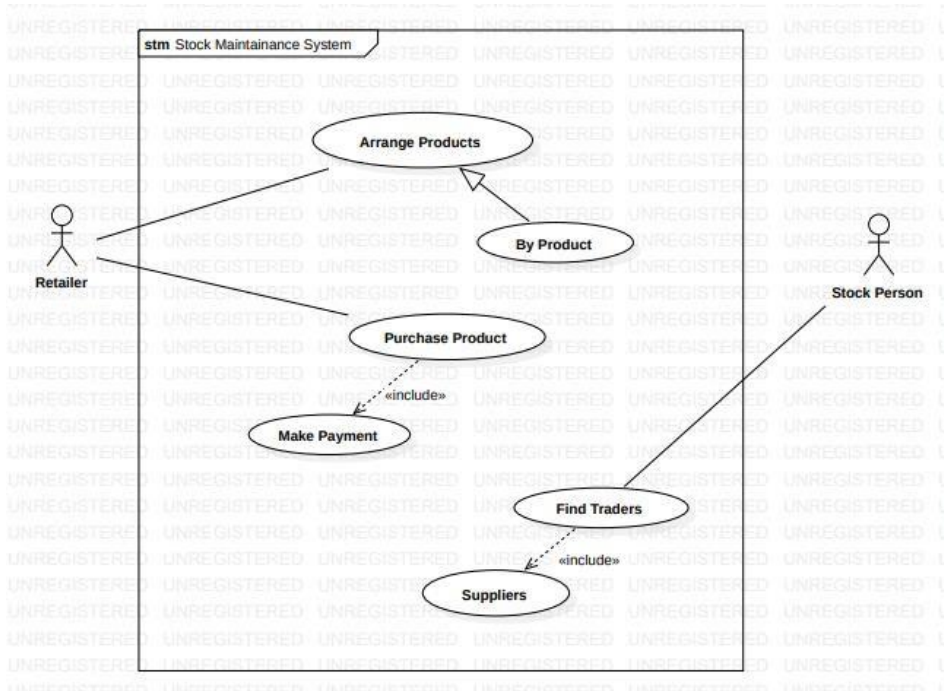 stm Stock Maintainance System
Arrange Products
By Product
Retailer
Stock Person
Purchase Product
«include»
Make Payment
Find Traders
«include»
Suppliers
UNREGISTERED